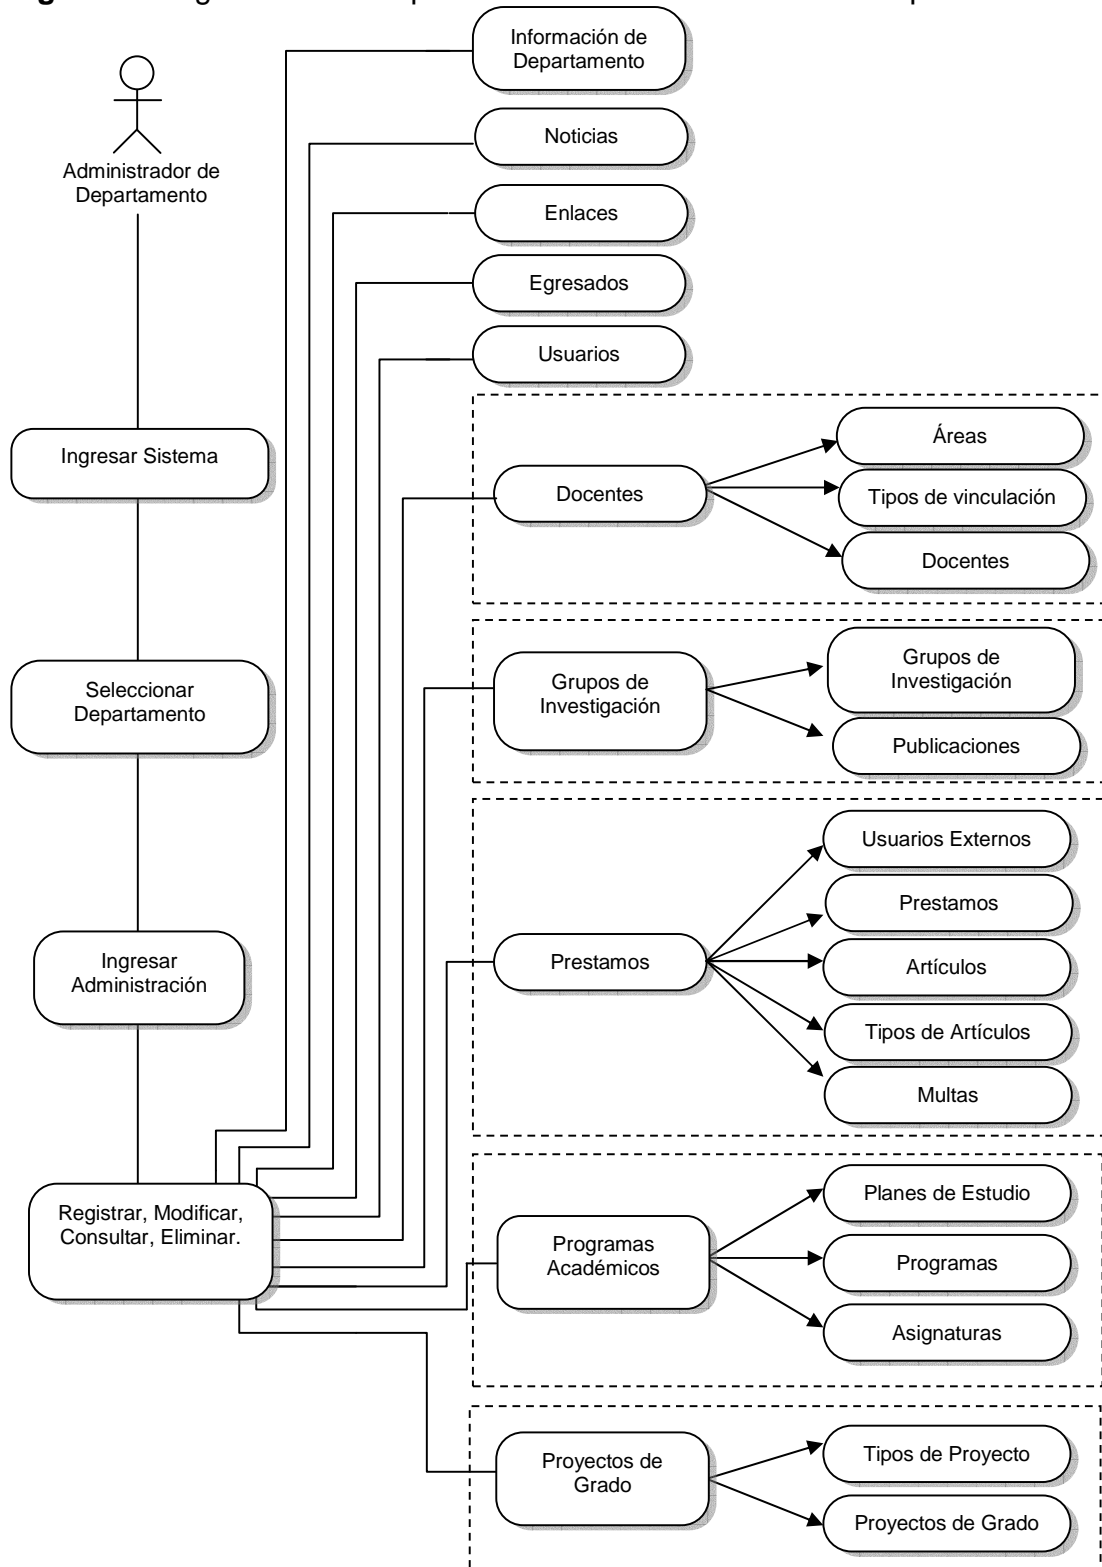 Información de
Departamento
Noticias
Administrador de
Departamento
Enlaces
Egresados
Usuarios
Ingresar Sistema
Docentes
Áreas
Tipos de vinculación
Docentes
Seleccionar
Departamento
Grupos de
Investigación
Grupos de
Investigación
Publicaciones
Ingresar
Administración
Prestamos
Usuarios Externos
Prestamos
Artículos
Tipos de Artículos
Multas
Registrar, Modificar,
Consultar, Eliminar.
Programas
Académicos
Planes de Estudio
Programas
Asignaturas
Proyectos de
Grado
Tipos de Proyecto
Proyectos de Grado